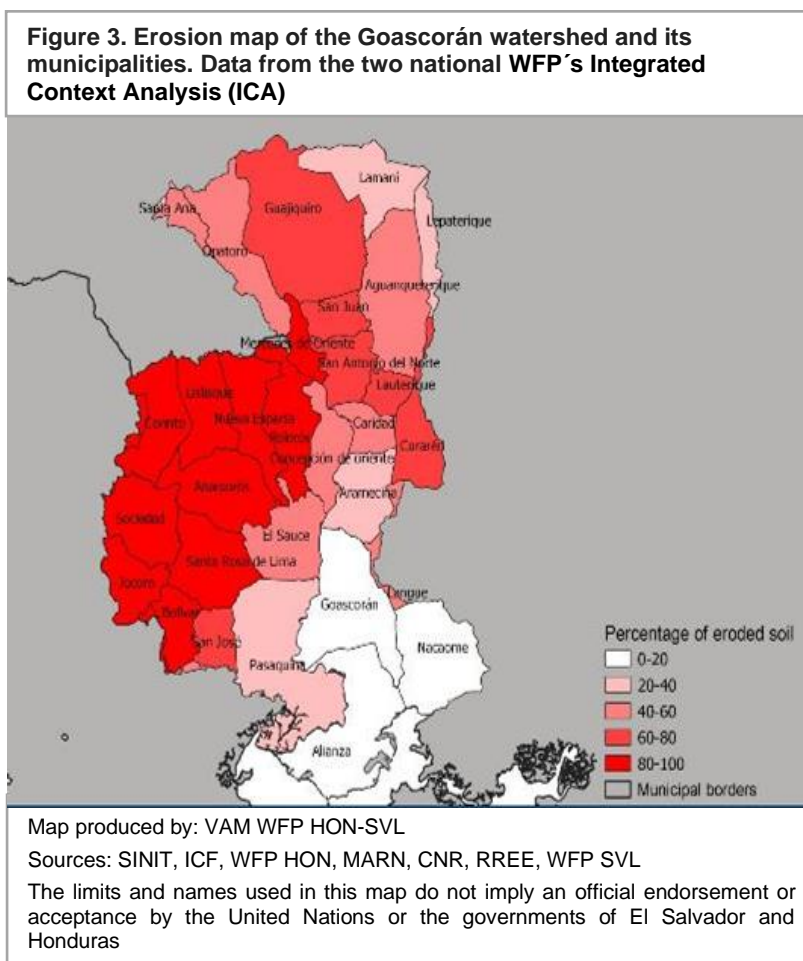 Figure 3. Erosion map of the Goascorán watershed and its
municipalities. Data from the two national WFP´s Integrated
Context Analysis (ICA)
Lamaní
Santa Ana
Guajiquiro
Lepaterique
Opatoro
Aguanqueterique
San Juan
Mercedes de Oriente
San Antonio del Norte
Lislique
Lauterique
Corinto
Nueva Esparta
Caridad
Polorós
Curarén
Concepción de oriente
Anamorós
Aramecina
Sociedad
El Sauce
Santa Rosa de Lima
Jocoro
Goascorán
Langue
Bolívar
San José
Nacaome
Pasaquina
Alianza
Percentage of eroded soil
0-20
20-40
40-60
60-80
80-100
Municipal borders
Map produced by: VAM WFP HON-SVL
Sources: SINIT, ICF, WFP HON, MARN, CNR, RREE, WFP SVL
The limits and names used in this map do not imply an official endorsement or
acceptance by the United Nations or the governments of El Salvador and
Honduras